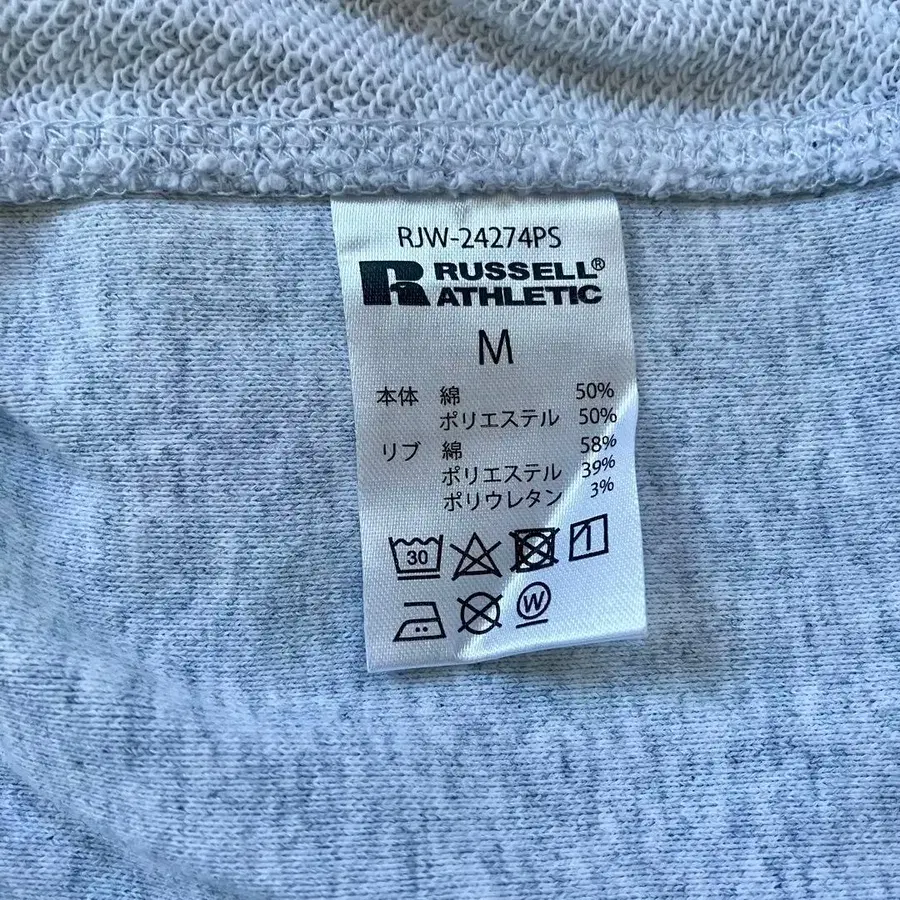 RJW-24274PS
RUSSELL®
ATHLETIC
M
本体 綿 50%
ポリエステル 50%
リブ 綿 58%
ポリエステル 39%
ポリウレタン 3%
30
W